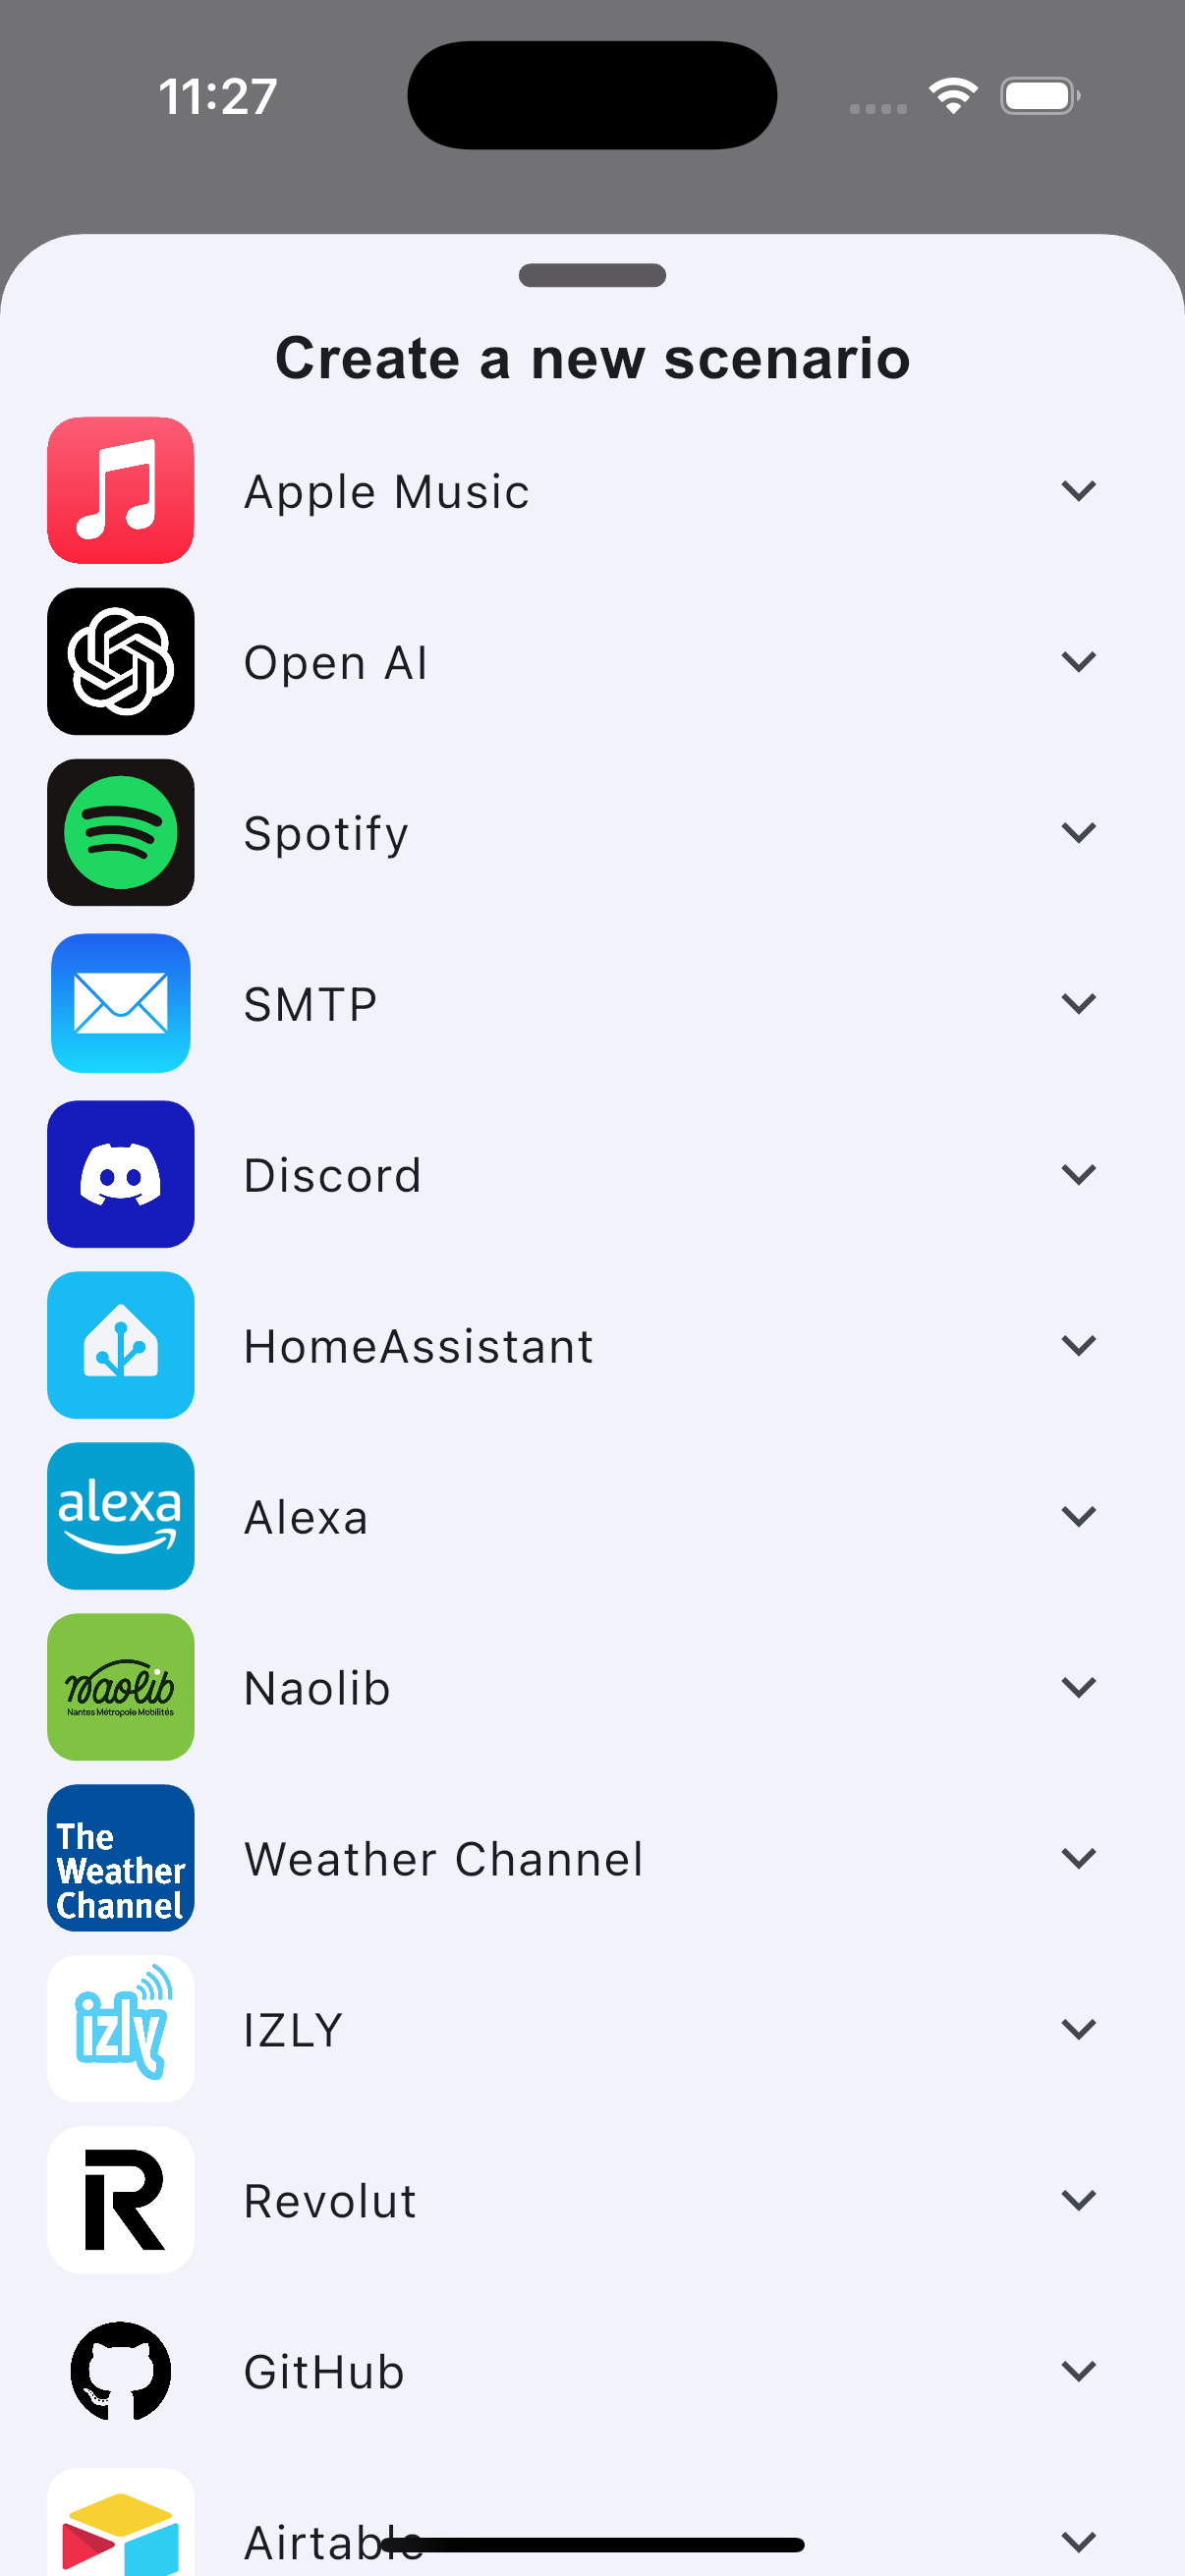 11:27
Create a new scenario
Apple Music
Open AI
Spotify
SMTP
Discord
HomeAssistant
alexa
Alexa
naolib
Nantes Métropole Mobilités
Naolib
The
Weather
Channel
Weather Channel
izly
IZLY
R
Revolut
GitHub
Airtable